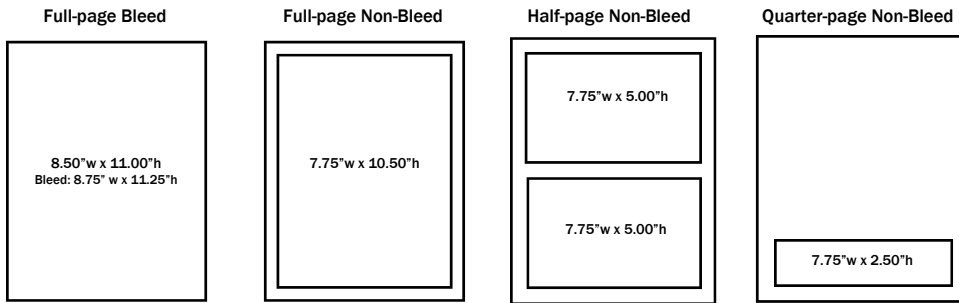 Full-page Bleed
8.50”w x 11.00”h
Bleed: 8.75” w x 11.25”h
Full-page Non-Bleed
7.75”w x 10.50”h
Half-page Non-Bleed
7.75”w x 5.00”h
7.75”w x 5.00”h
Quarter-page Non-Bleed
7.75”w x 2.50”h